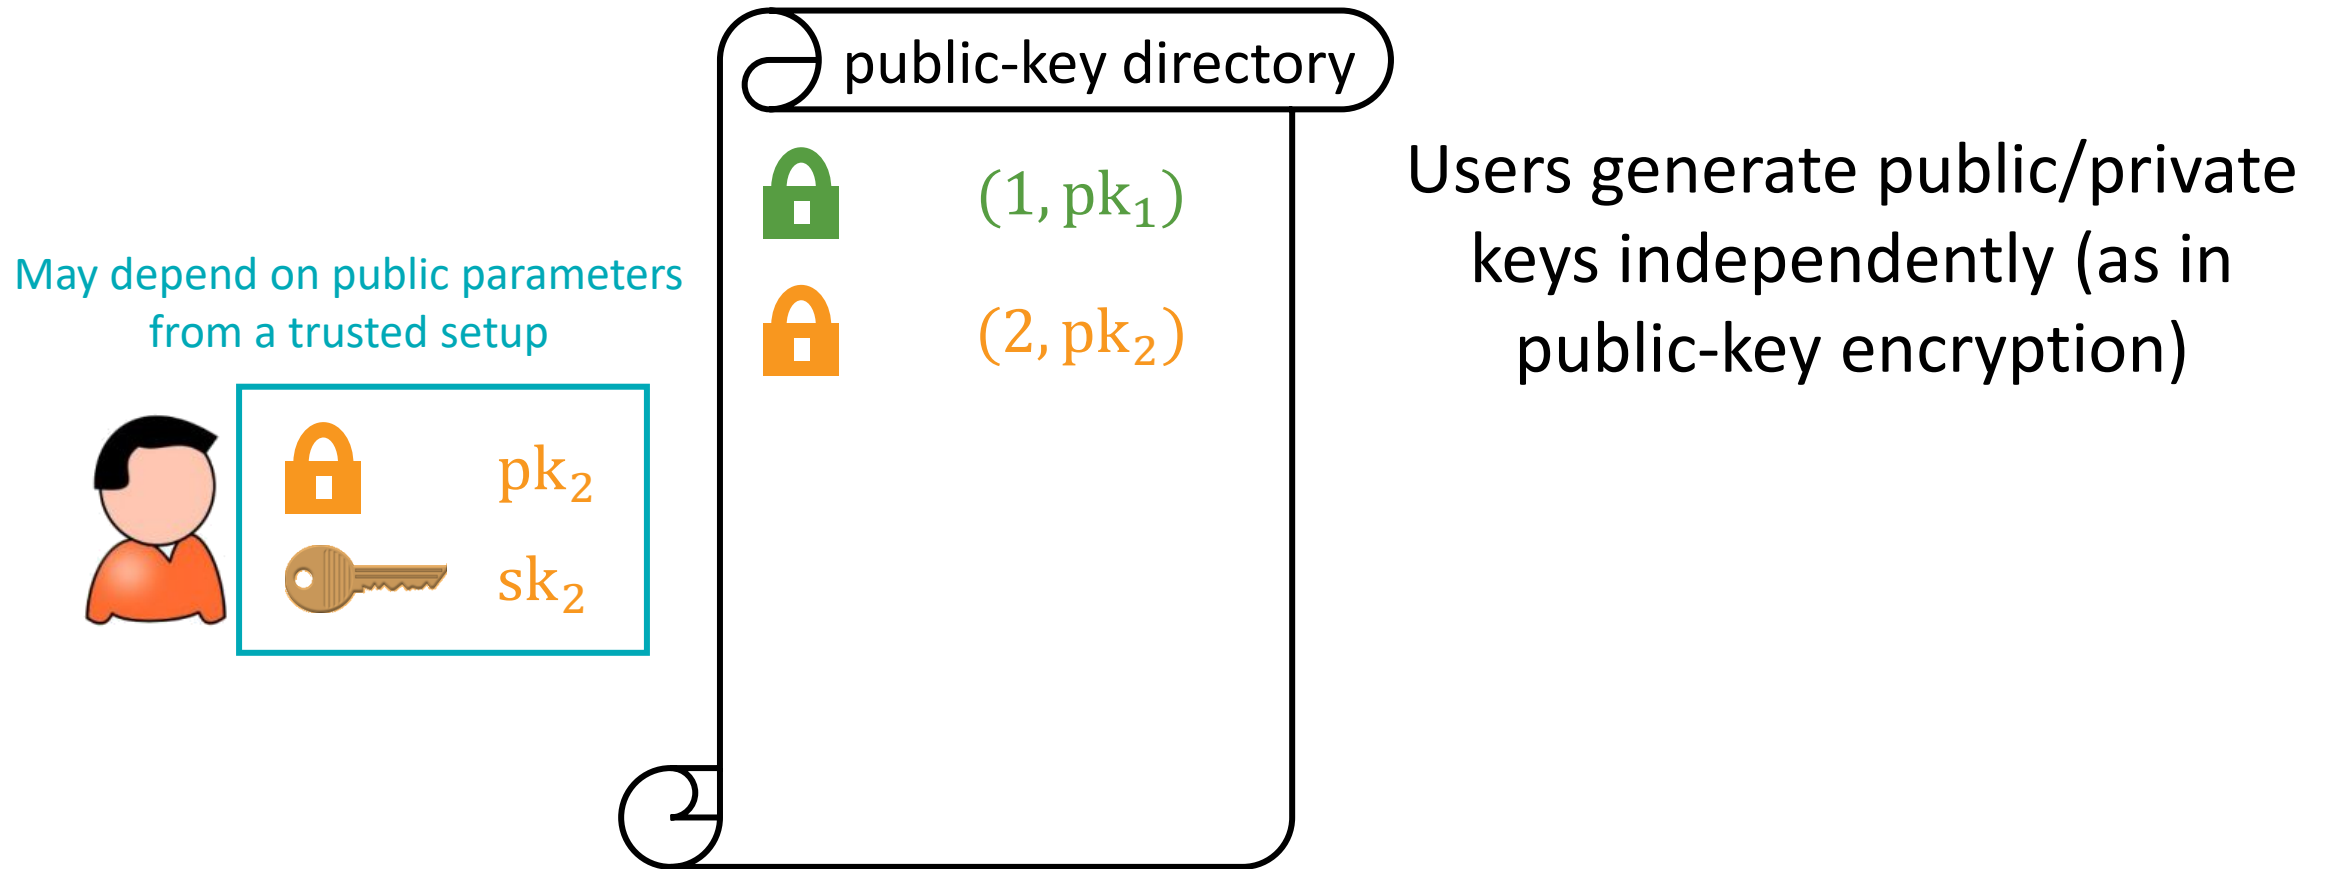 public-key directory
(1, pk₁)
(2, pk₂)
May depend on public parameters
from a trusted setup
pk₂
sk₂
Users generate public/private
keys independently (as in
public-key encryption)